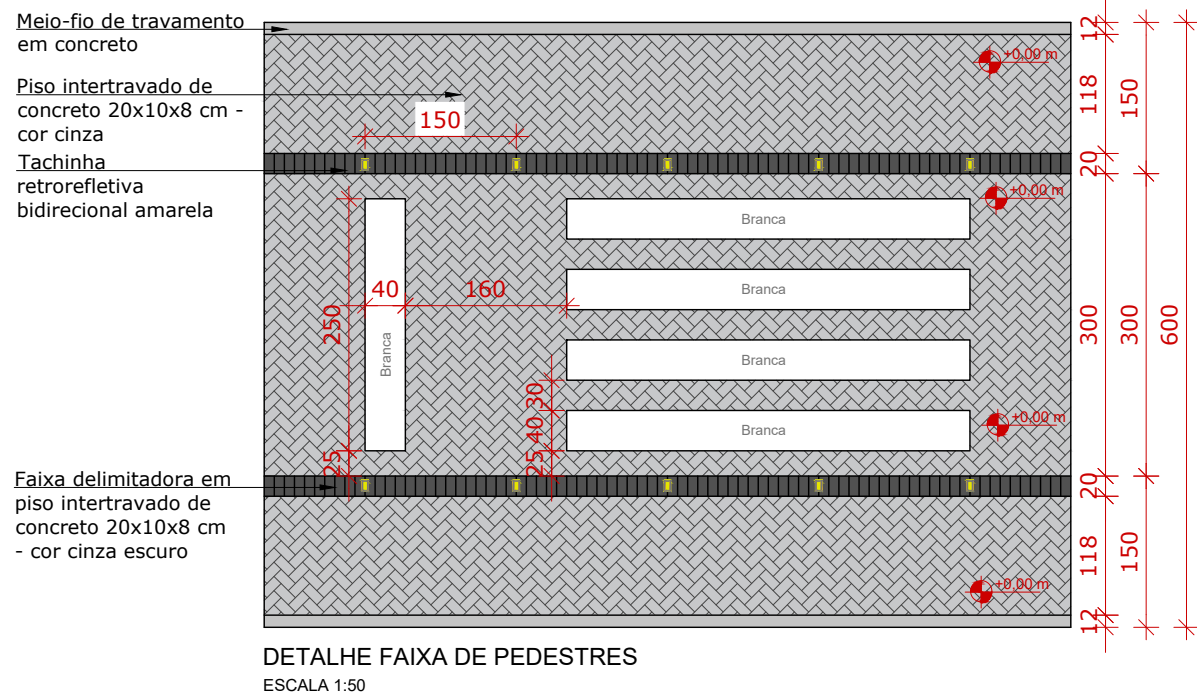 Meio-fio de travamento
em concreto
Piso intertravado de
concreto 20x10x8 cm -
cor cinza
Tachinha
retrorefletiva
bidirecional amarela
Faixa delimitadora em
piso intertravado de
concreto 20x10x8 cm
- cor cinza escuro
150
+0,00 m
+0,00 m
+0,00 m
+0,00 m
Branca
Branca
Branca
Branca
Branca
40
160
250
25
30
40
25
12
118
20
300
20
118
12
150
300
150
600
DETALHE FAIXA DE PEDESTRES
ESCALA 1:50